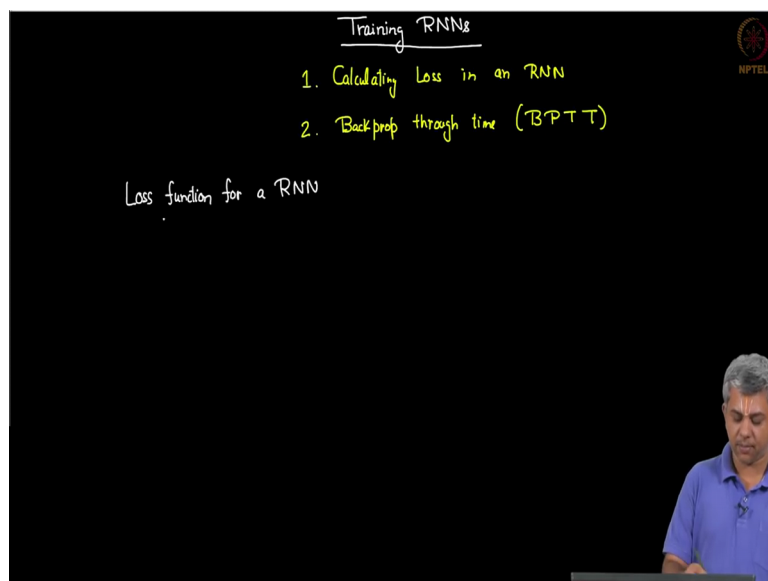 Training RNNs
NPTEL
1. Calculating Loss in an RNN
2. Backprop through time (BPTT)
Loss function for a RNN